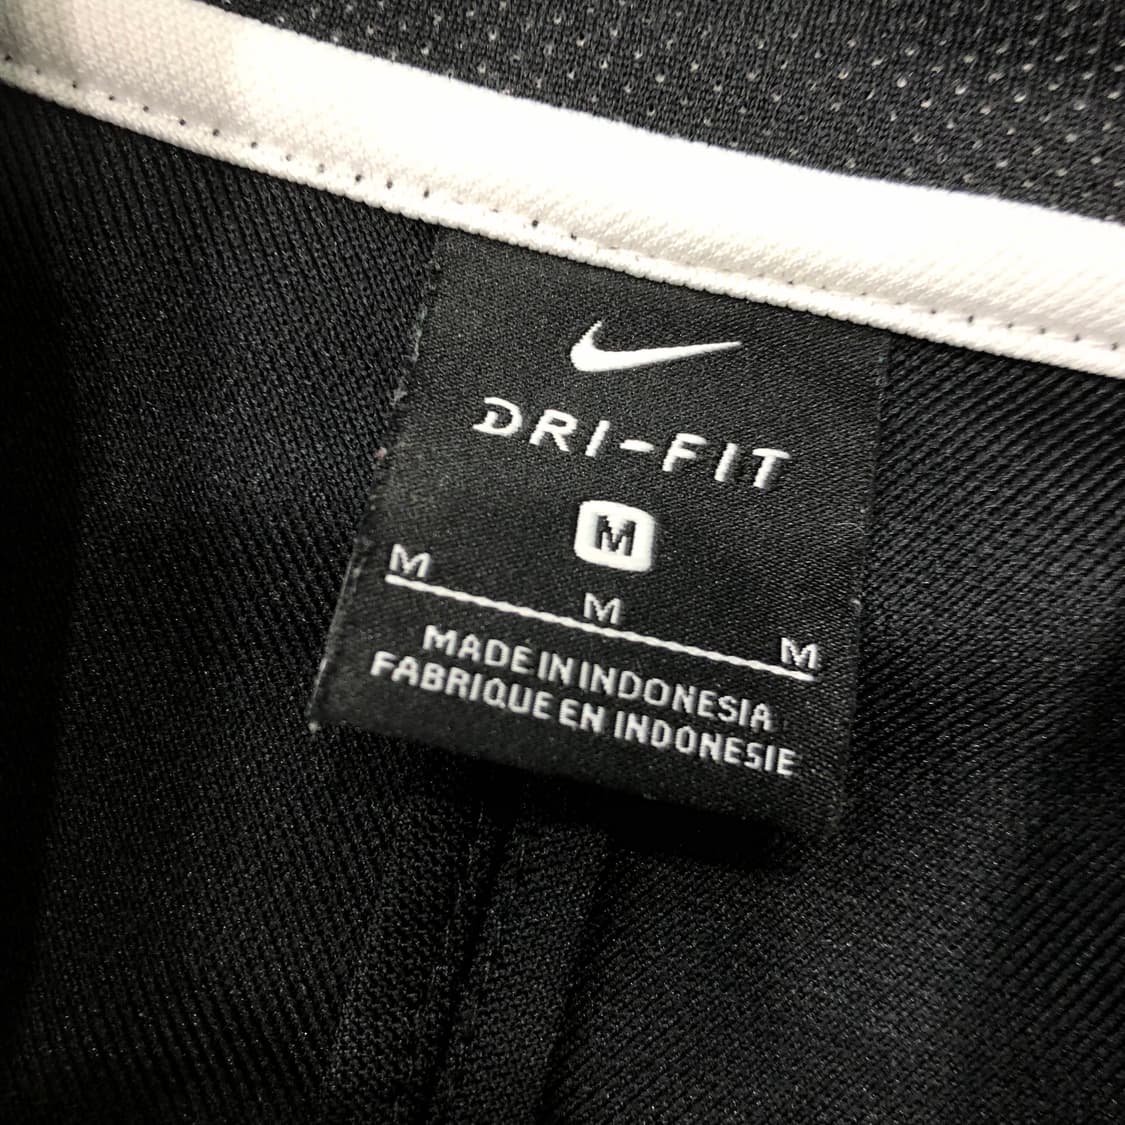 DRI-FIT
M
M M M
MADE IN INDONESIA
FABRIQUE EN INDONESIE